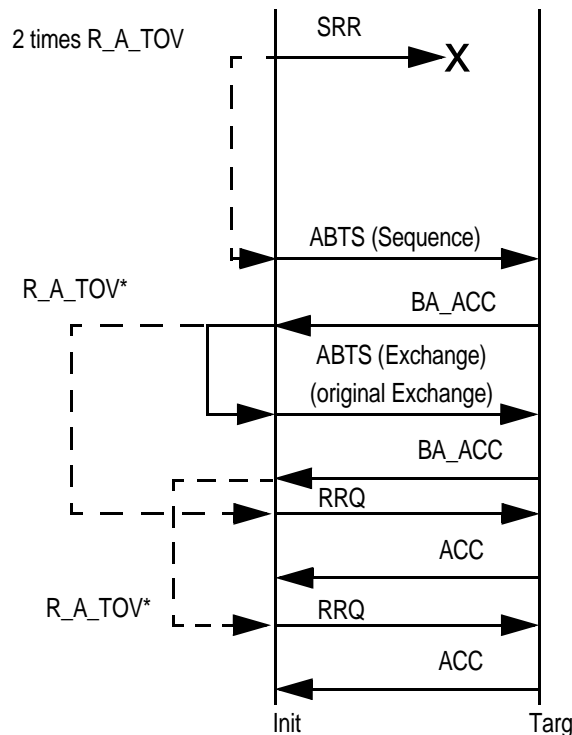 SRR
2 times R_A_TOV
X
ABTS (Sequence)
R_A_TOV*
BA_ACC
ABTS (Exchange)
(original Exchange)
BA_ACC
RRQ
ACC
R_A_TOV*
RRQ
ACC
Init
Targ